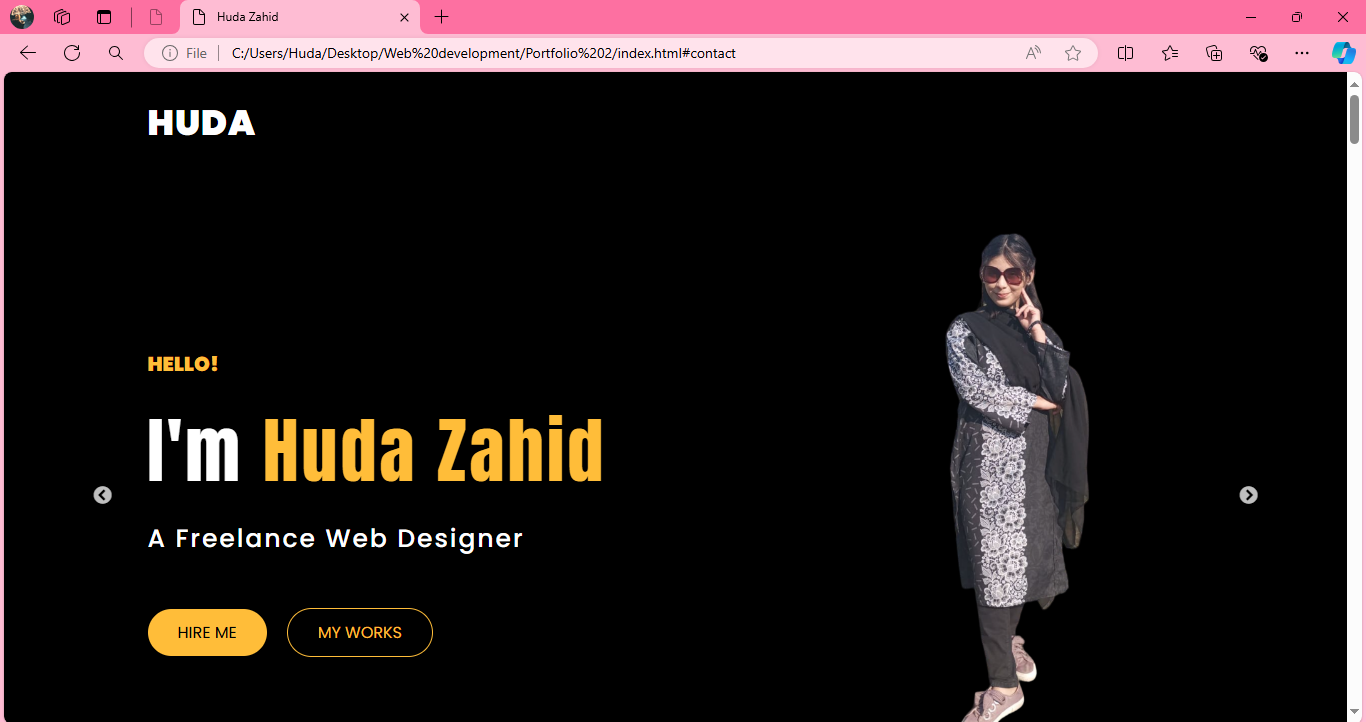 Huda Zahid
File
C:/Users/Huda/Desktop/Web%20development/Portfolio%202/index.html#contact
HUDA
HELLO!
I'm Huda Zahid
A Freelance Web Designer
HIRE ME
MY WORKS